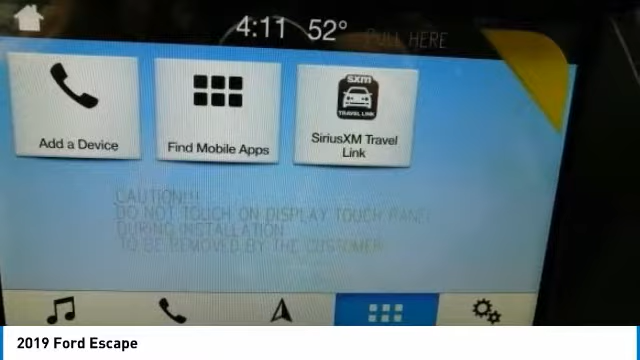 4:11 52° PULL HERE
Add a Device
Find Mobile Apps
sxm
TRAVEL LINK
SiriusXM Travel
Link
CAUTION!!!
DO NOT TOUCH ON DISPLAY TOUCH PANEL
DURING INSTALLATION
TO BE REMOVED BY THE CUSTOMER
2019 Ford Escape